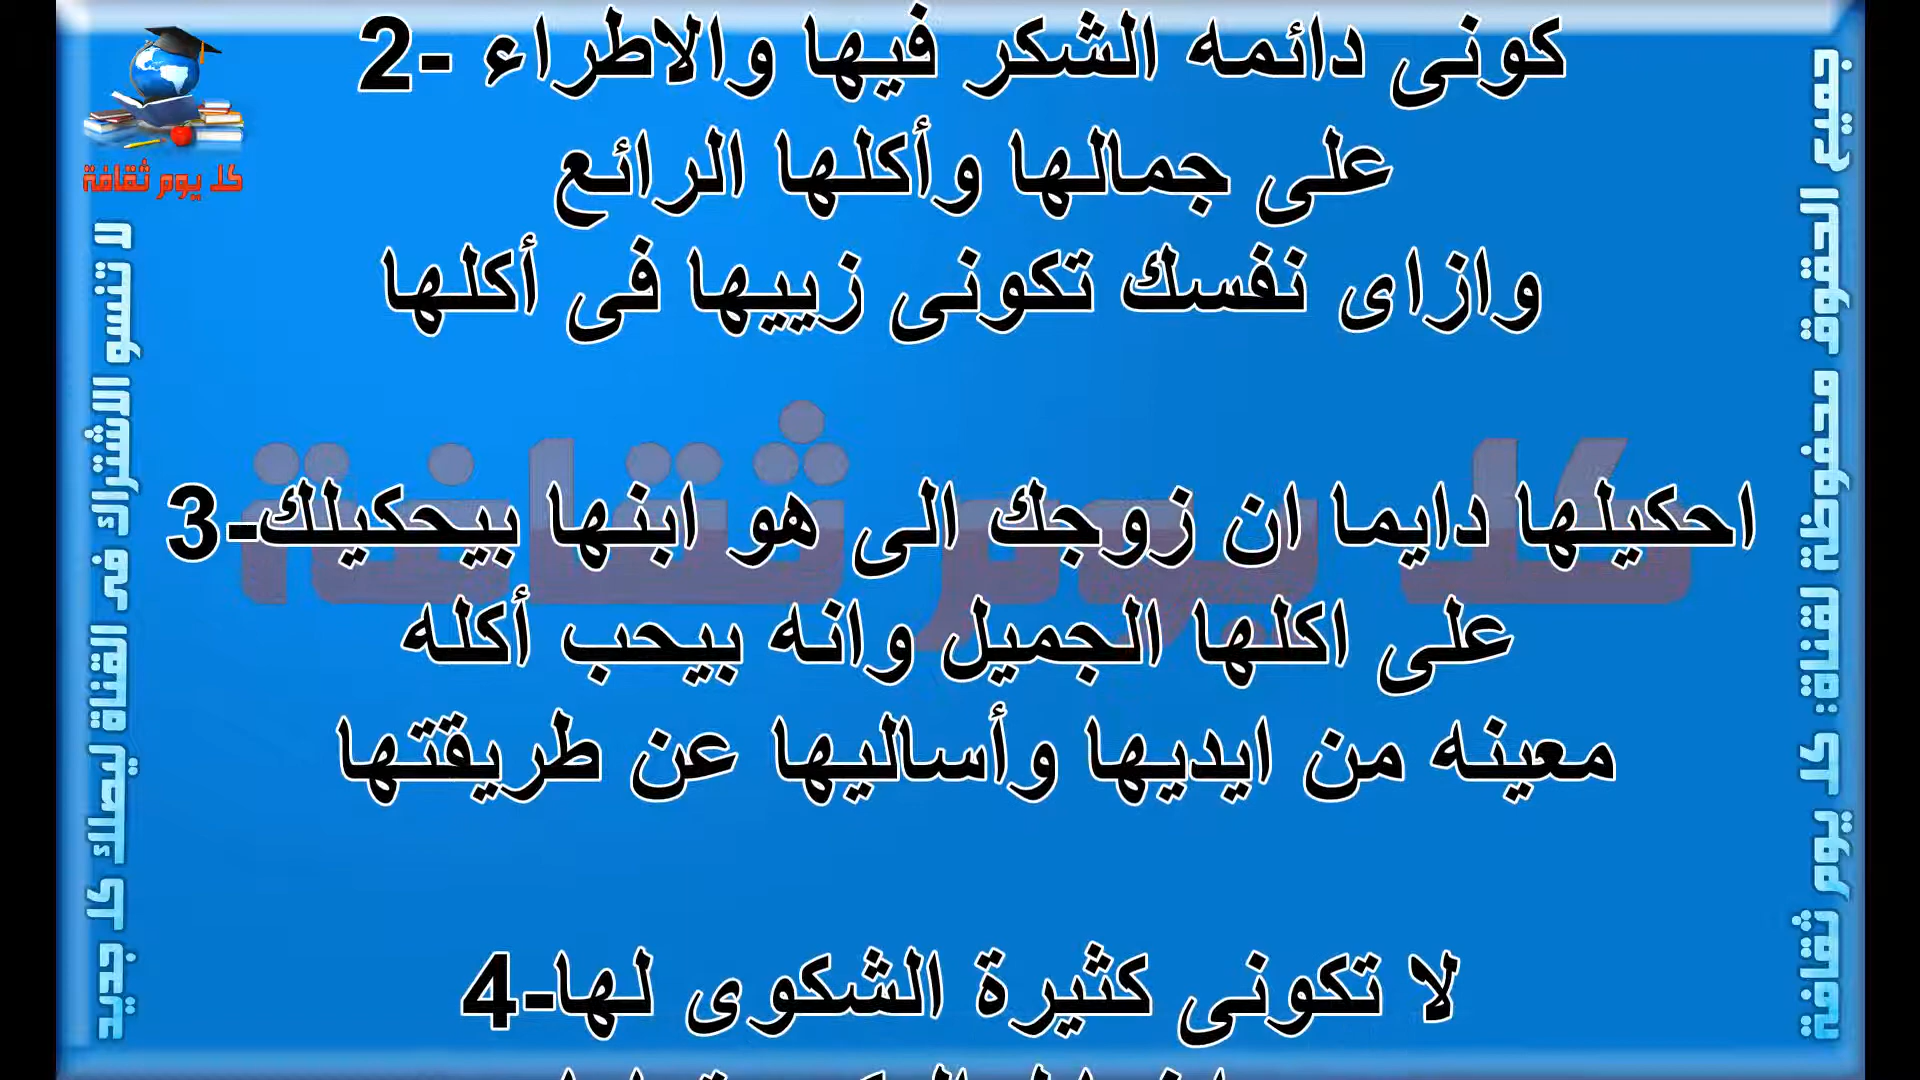 كونى دائمه الشكر فيها والاطراء -2
على جمالها وأكلها الرائع
وازاى نفسك تكونى زييها فى أكلها
احكيلها دايما ان زوجك الى هو ابنها بيحكيلك-3
على اكلها الجميل وانه بيحب أكله
معينه من ايديها وأساليها عن طريقتها
لا تكونى كثيرة الشكوى لها-4
كل يوم ثقافة
كل يوم ثقافة
جميع الحقوق محفوظة لقناة: كل يوم ثقافة
لا تنسو الاشتراك فى القناة ليصلك كل جديد